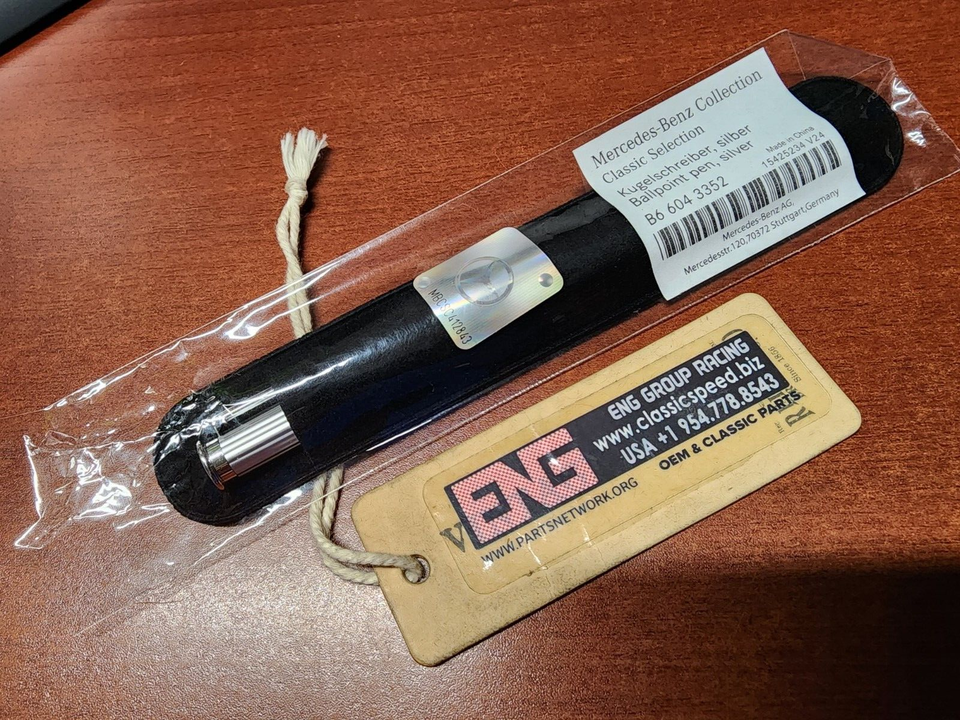 Mercedes-Benz Collection
Classic Selection
Kugelschreiber, silber
Ballpoint pen, silver
Made in China
B6 604 3352
15425234 V24
Mercedes-Benz AG,
Mercedesstr.120,70372 Stuttgart,Germany
ENG GROUP RACING
www.classicspeed.biz
USA +1 954.778.8543
OEM & CLASSIC PARTS
ENG
WWW.PARTSNETWORK.ORG
Since 1856